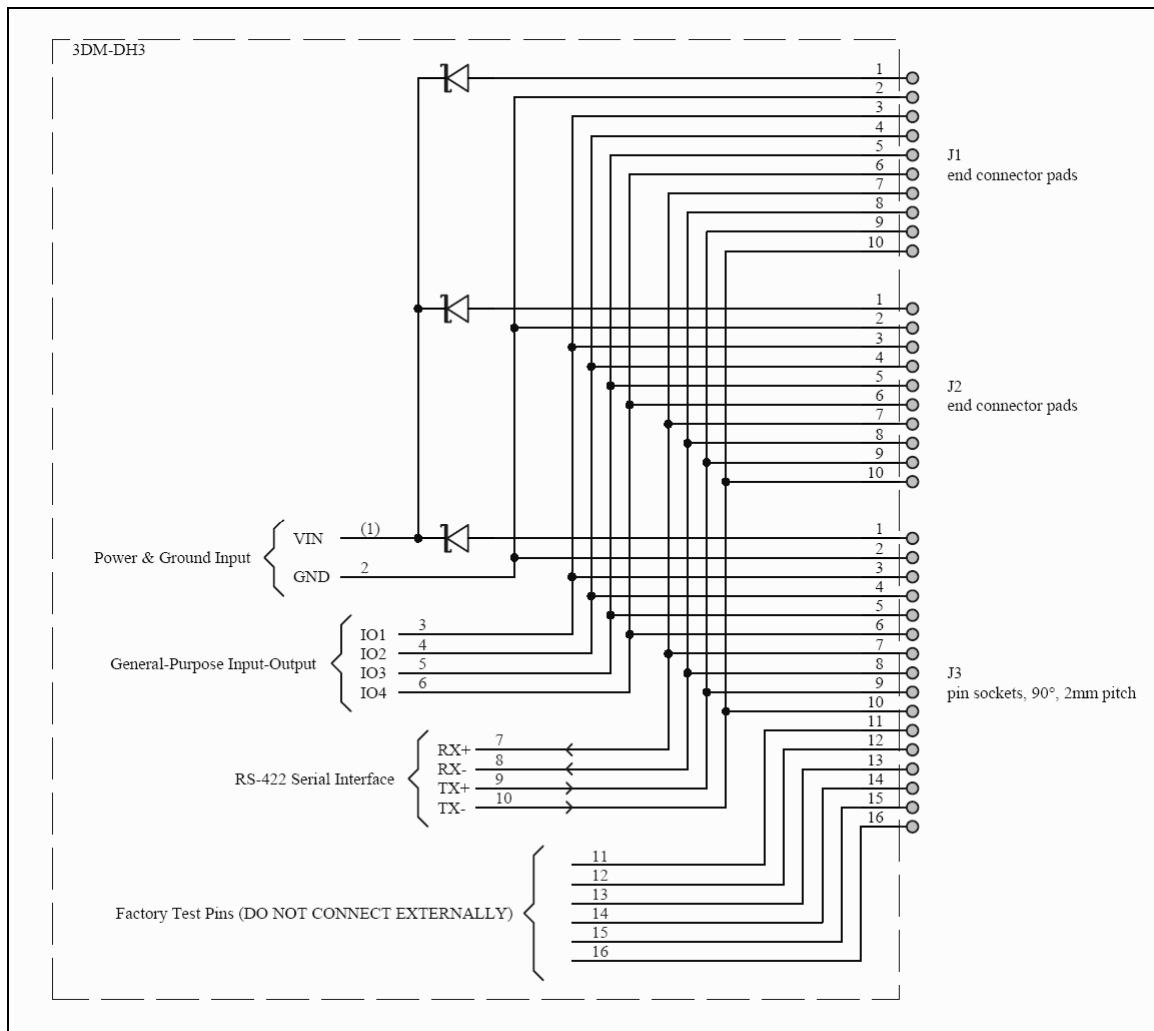 3DM-DH3
1
2
3
4
5
6
7
8
9
10
J1
end connector pads
1
2
3
4
5
6
7
8
9
10
J2
end connector pads
Power & Ground Input
VIN (1)
GND 2
General-Purpose Input-Output
IO1 3
IO2 4
IO3 5
IO4 6
RS-422 Serial Interface
RX+ 7
RX- 8
TX+ 9
TX- 10
1
2
3
4
5
6
7
8
9
10
11
12
13
14
15
16
J3
pin sockets, 90°, 2mm pitch
Factory Test Pins (DO NOT CONNECT EXTERNALLY)
11
12
13
14
15
16